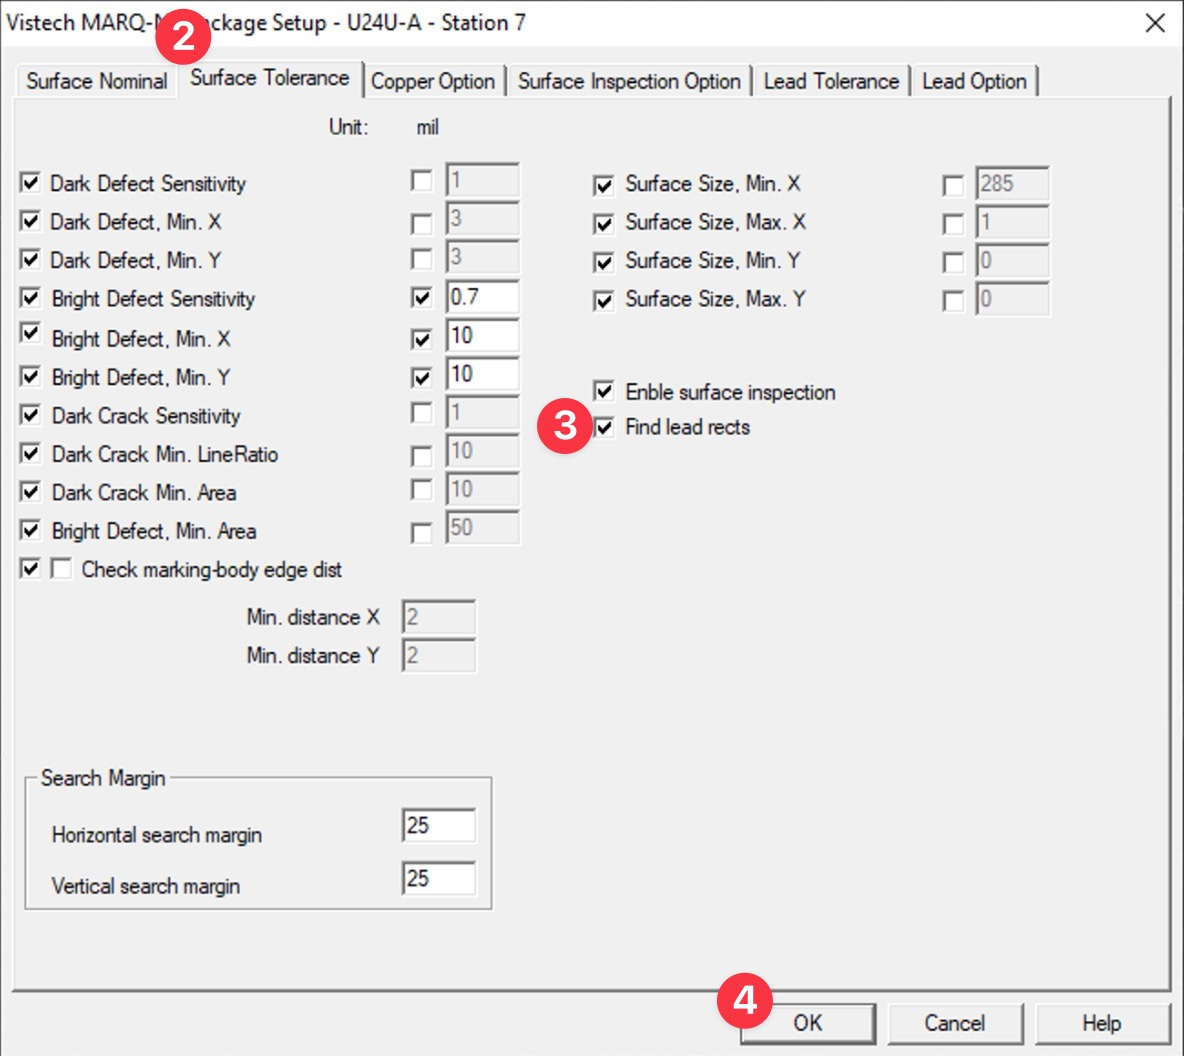 Vistech MARQ-N ckage Setup - U24U-A - Station 7
2
Surface Nominal
Surface Tolerance
Copper Option
Surface Inspection Option
Lead Tolerance
Lead Option
Unit: mil
Dark Defect Sensitivity 1
Dark Defect, Min. X 3
Dark Defect, Min. Y 3
Bright Defect Sensitivity 0.7
Bright Defect, Min. X 10
Bright Defect, Min. Y 10
Dark Crack Sensitivity 1
Dark Crack Min. LineRatio 10
Dark Crack Min. Area 10
Bright Defect, Min. Area 50
Check marking-body edge dist
Min. distance X 2
Min. distance Y 2
Surface Size, Min. X 285
Surface Size, Max. X 1
Surface Size, Min. Y 0
Surface Size, Max. Y 0
Enble surface inspection
3 Find lead rects
Search Margin
Horizontal search margin 25
Vertical search margin 25
4
OK
Cancel
Help